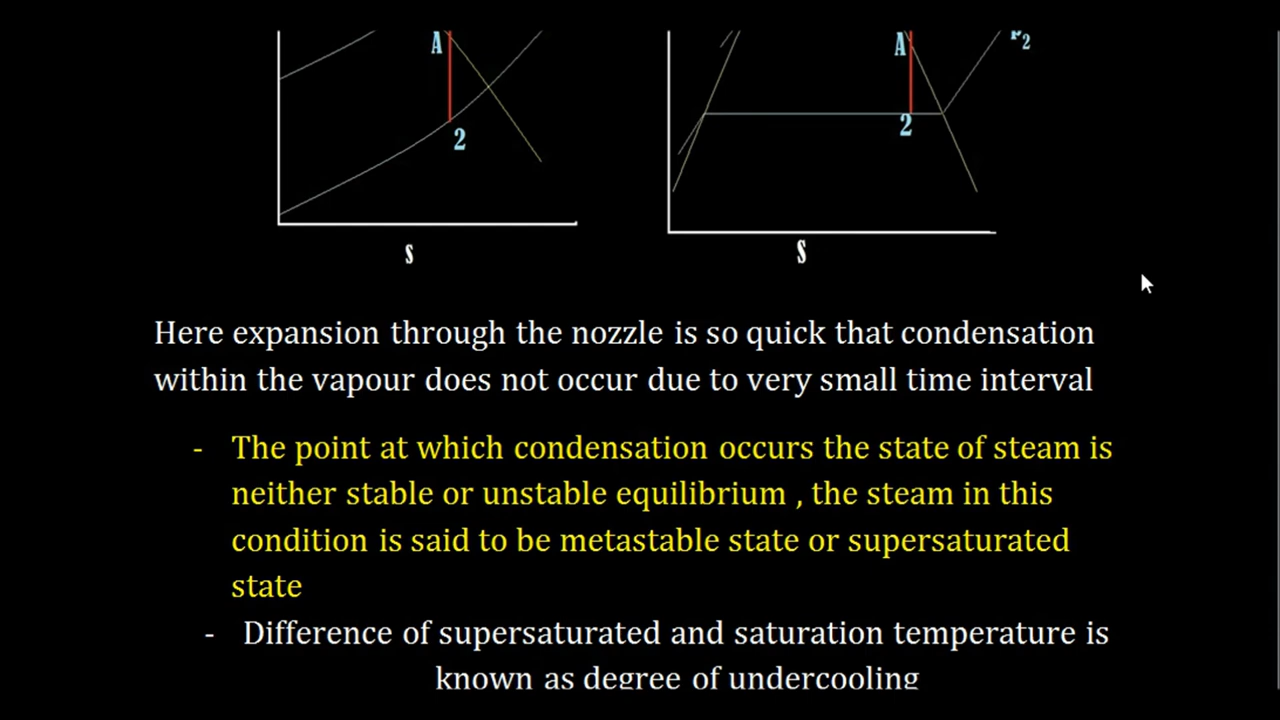 A
2
s
A
P2
2
S
Here expansion through the nozzle is so quick that condensation
within the vapour does not occur due to very small time interval
- The point at which condensation occurs the state of steam is
neither stable or unstable equilibrium , the steam in this
condition is said to be metastable state or supersaturated
state
- Difference of supersaturated and saturation temperature is
known as degree of undercooling